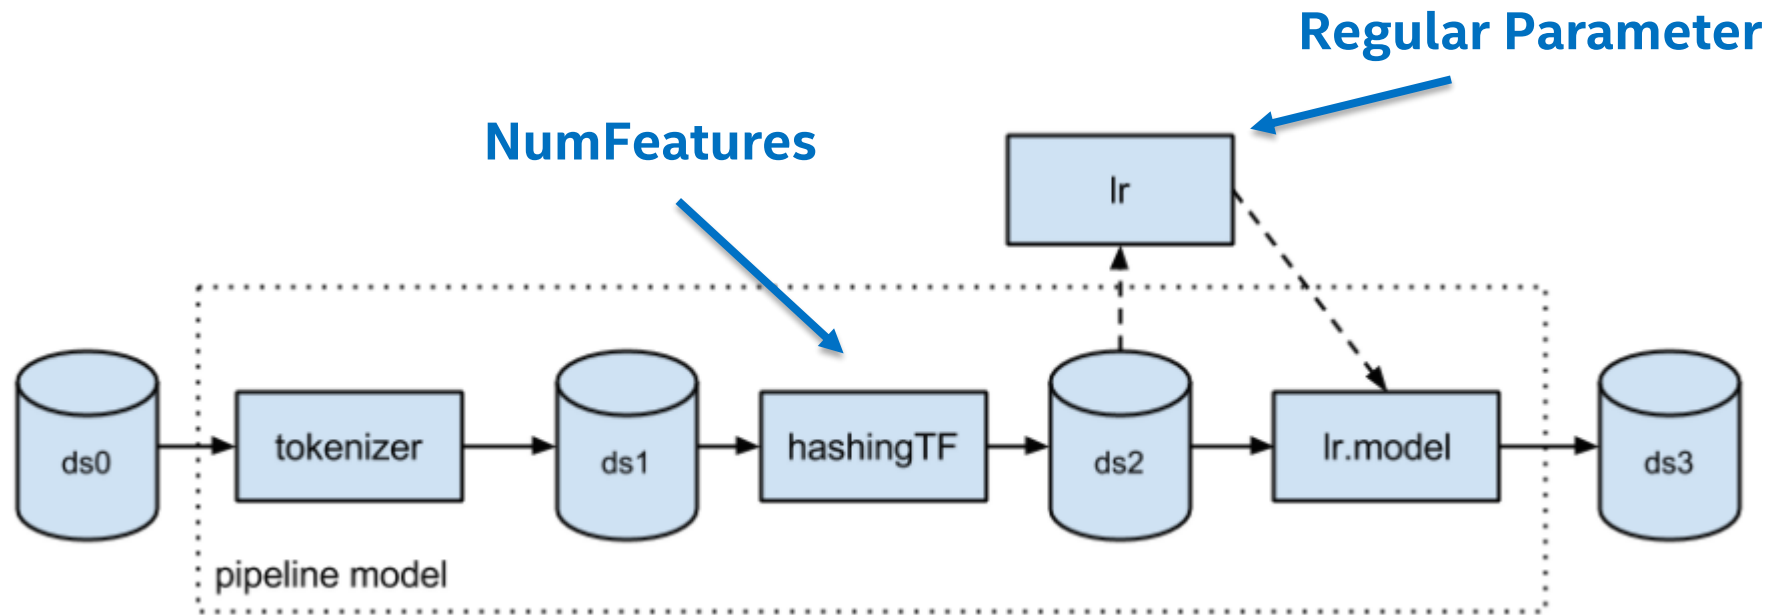 Regular Parameter
NumFeatures
lr
ds0
tokenizer
ds1
hashingTF
ds2
lr.model
ds3
pipeline model